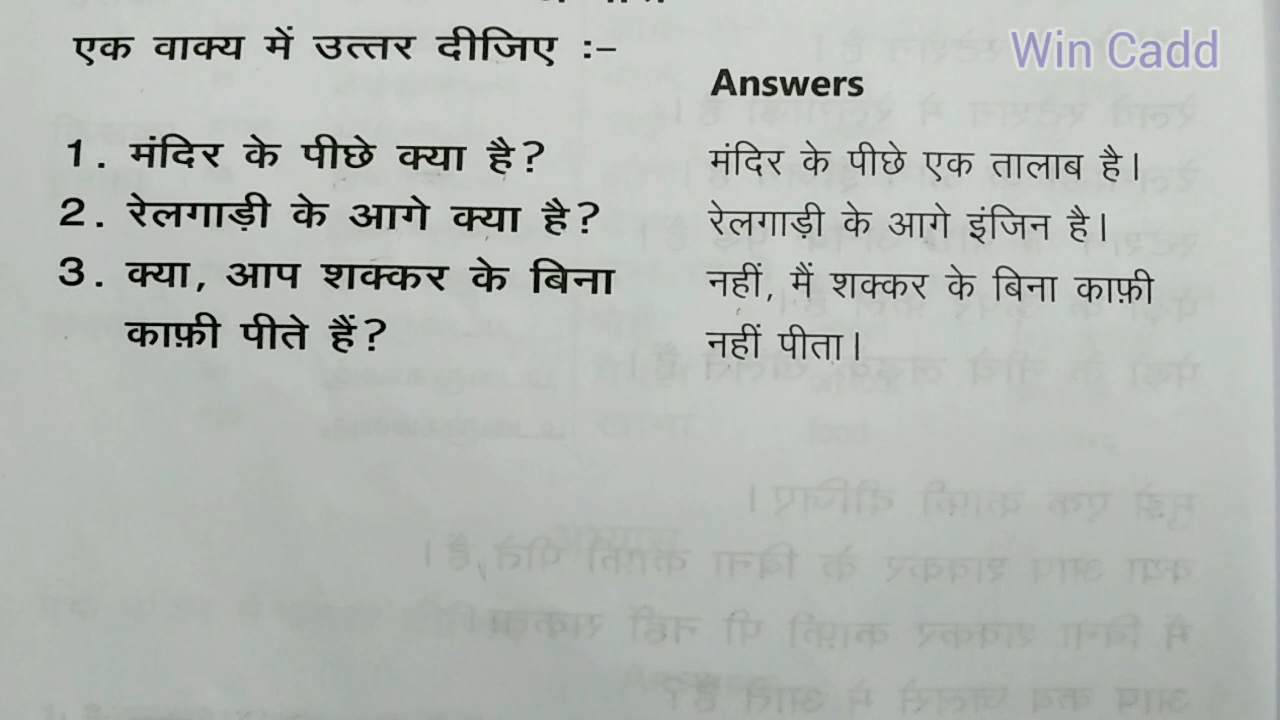 एक वाक्य में उत्तर दीजिए :–
Win Cadd
Answers
1. मंदिर के पीछे क्या है?
मंदिर के पीछे एक तालाब है।
2. रेलगाड़ी के आगे क्या है?
रेलगाड़ी के आगे इंजिन है।
3. क्या, आप शक्कर के बिना
काफ़ी पीते हैं?
नहीं, मैं शक्कर के बिना काफ़ी
नहीं पीता।